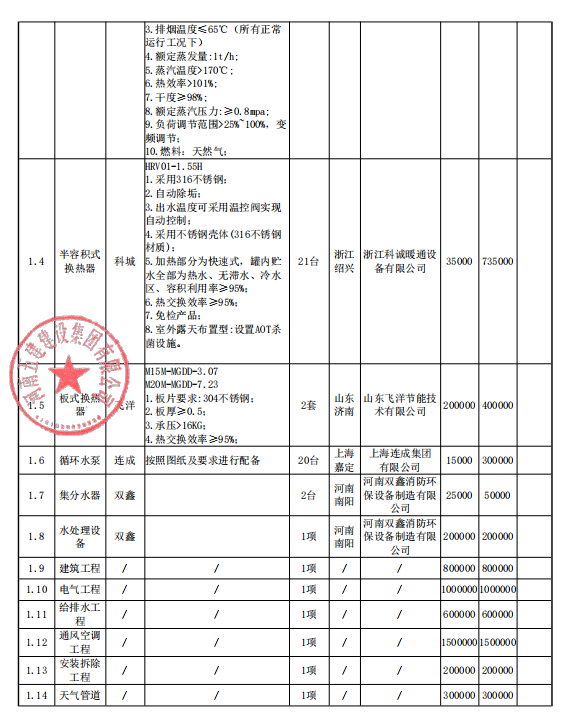 3.排烟温度≤65℃(所有正常
运行工况下)
4.额定蒸发量:1t/h;
5.蒸汽温度>170℃;
6.热效率>101%;
7.干度≥98%;
8.额定蒸汽压力:≥0.8mpa;
9.负荷调节范围>25%~100%,变
频调节;
10.燃料: 天然气;
1.4
半容积式
换热器
科城
HRV01-1.55H
1.采用316不锈钢;
2.自动除垢;
3.出水温度可采用温控阀实现
自动控制;
4.采用不锈钢壳体(316不锈钢
材质);
5.加热部分为快速式, 罐内贮
水全部为热水、无滞水、冷水
区、容积利用率≥95%;
6.热交换效率≥95%;
7.免检产品;
8.室外露天布置型:设置AOT杀
菌设施。
21台
浙江
绍兴
浙江科诚暖通设
备有限公司
35000
735000
1.5
板式换热
器
飞洋
M15M-MGDD-3.07
M20M-MGDD-7.23
1.板片要求:304不锈钢;
2.板厚≥0.5;
3.承压>16KG;
4.热交换效率≥95%;
2套
山东
济南
山东飞洋节能技
术有限公司
200000
400000
1.6
循环水泵
连成
按照图纸及要求进行配备
20台
上海
嘉定
上海连成集团
有限公司
15000
300000
1.7
集分水器
双鑫
2台
河南
南阳
河南双鑫消防环
保设备制造有限
公司
25000
50000
1.8
水处理设
备
双鑫
1项
河南
南阳
河南双鑫消防环
保设备制造有限
公司
200000
200000
1.9
建筑工程
/
/
1项
/
/
800000
800000
1.10
电气工程
/
/
1项
/
/
1000000
1000000
1.11
给排水工
程
/
/
1项
/
/
600000
600000
1.12
通风空调
工程
/
/
1项
/
/
1500000
1500000
1.13
安装拆除
工程
/
/
1项
/
/
200000
200000
1.14
天气管道
/
/
1项
/
/
300000
300000